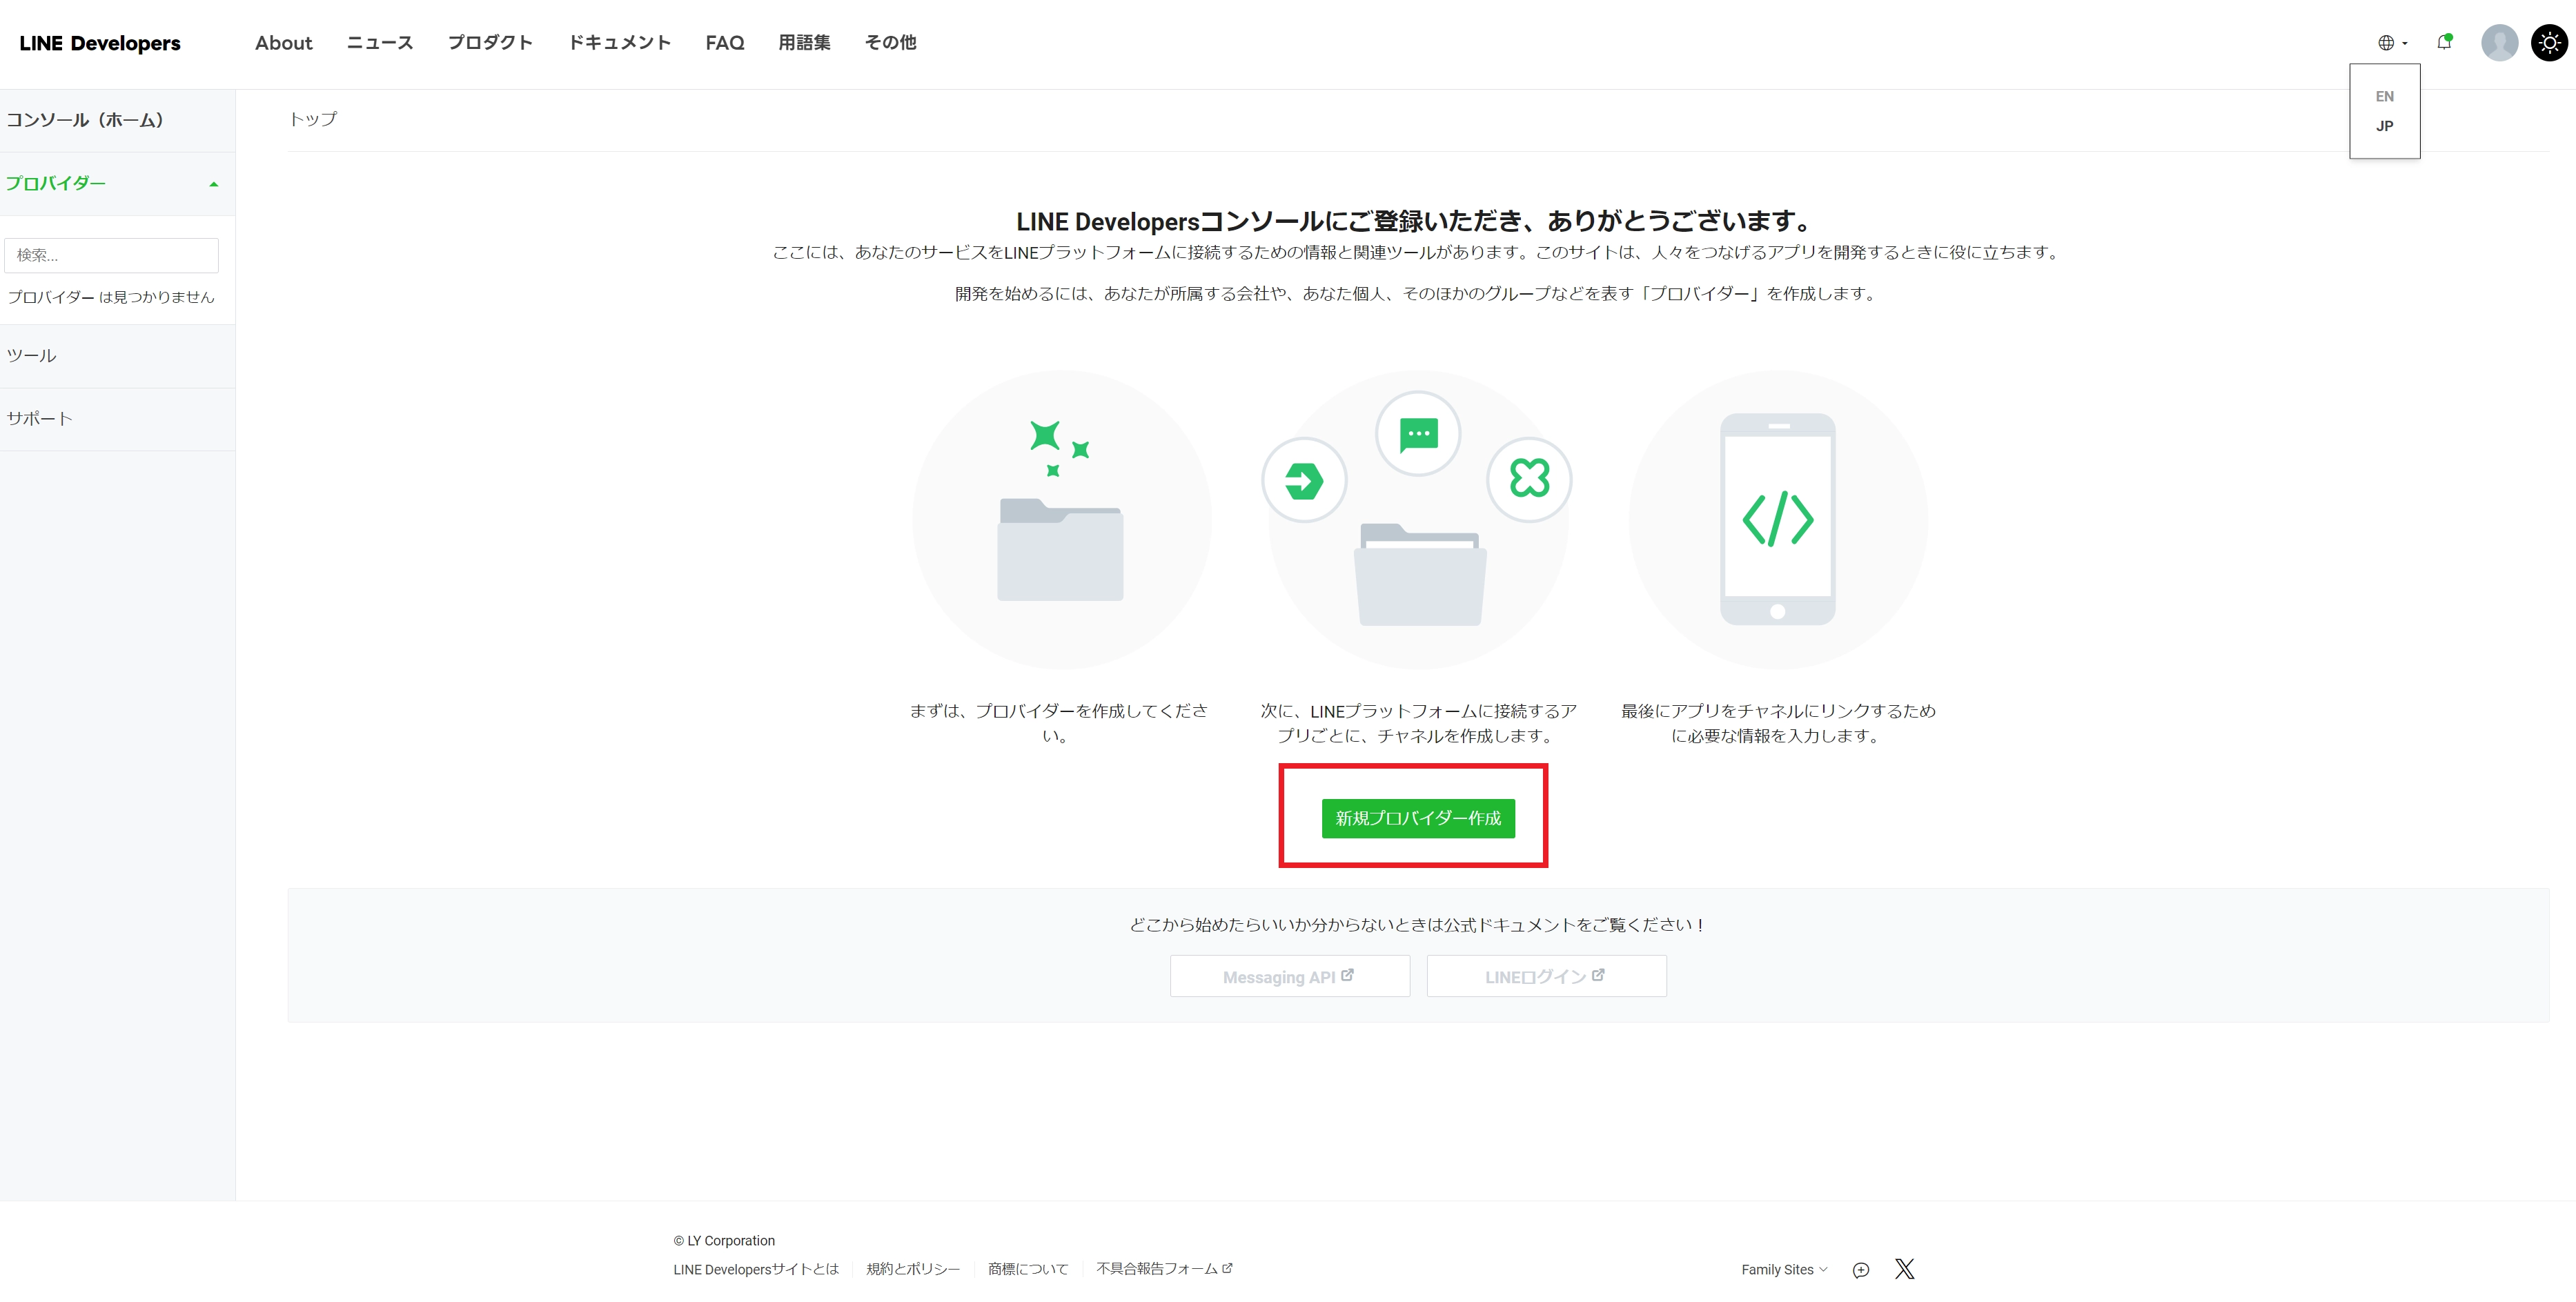 LINE Developers
About ニュース プロダクト ドキュメント FAQ 用語集 その他
EN
JP
コンソール（ホーム）
プロバイダー
検索...
プロバイダー は見つかりません
ツール
サポート
トップ
LINE Developersコンソールにご登録いただき、ありがとうございます。
ここには、あなたのサービスをLINEプラットフォームに接続するための情報と関連ツールがあります。このサイトは、人々をつなげるアプリを開発するときに役に立ちます。
開発を始めるには、あなたが所属する会社や、あなた個人、そのほかのグループなどを表す「プロバイダー」を作成します。
まずは、プロバイダーを作成してくださ
い。
次に、LINEプラットフォームに接続するア
プリごとに、チャネルを作成します。
最後にアプリをチャネルにリンクするため
に必要な情報を入力します。
新規プロバイダー作成
どこから始めたらいいか分からないときは公式ドキュメントをご覧ください！
Messaging API
LINEログイン
© LY Corporation
LINE Developersサイトとは 規約とポリシー 商標について 不具合報告フォーム
Family Sites